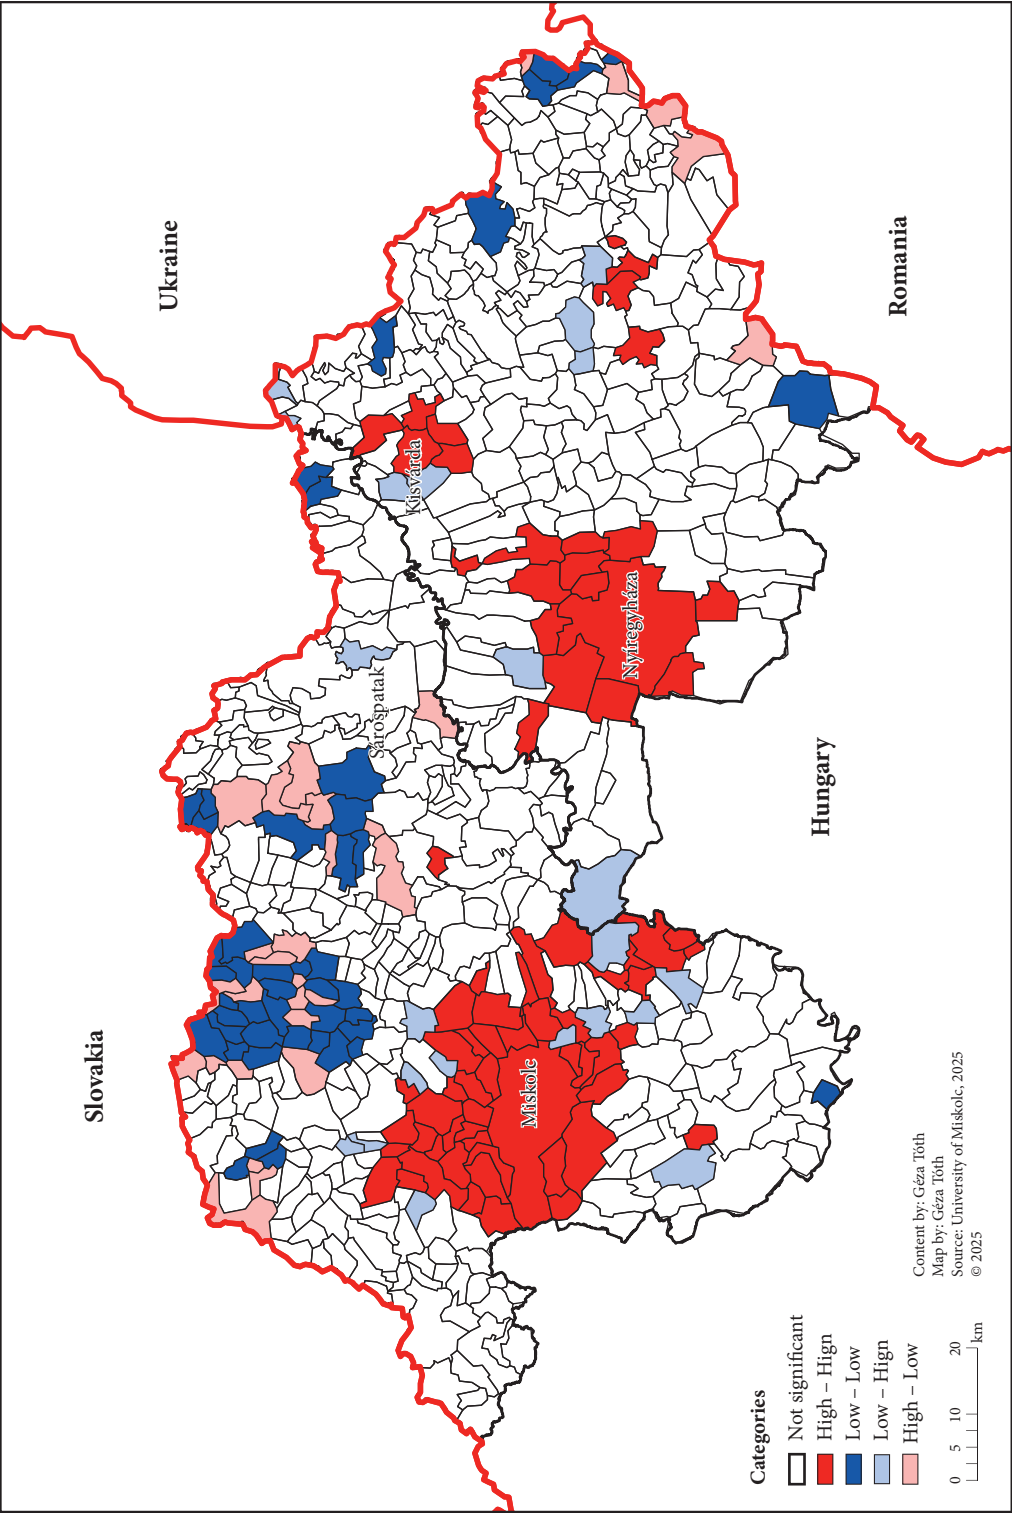 Slovakia
Ukraine
Sárospatak
Kisvárda
Miskolc
Nyíregyháza
Hungary
Romania
Categories
Not significant
High – Hign
Low – Low
Low – Hign
High – Low
0 5 10 20
km
Content by: Géza Tóth
Map by: Géza Tóth
Source: University of Miskolc, 2025
© 2025